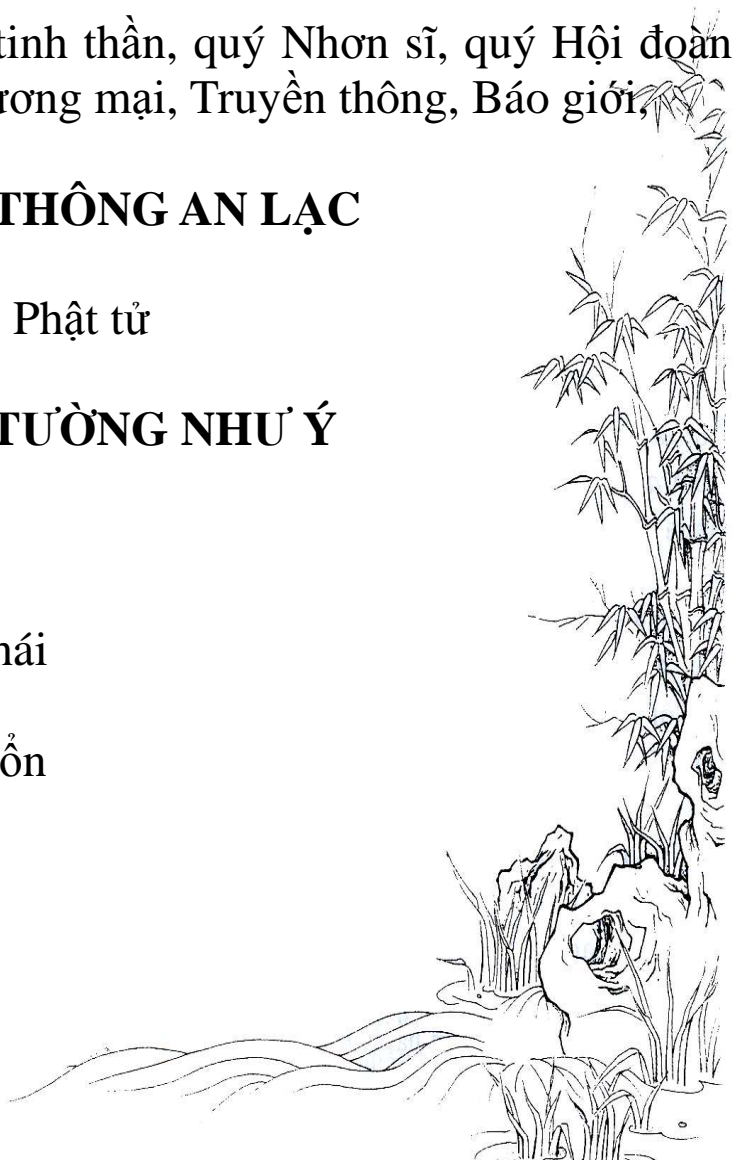 tinh thần, quý Nhơn sĩ, quý Hội đoàn
ương mại, Truyền thông, Báo giới,
THÔNG AN LẠC
Phật tử
TƯỜNG NHƯ Ý
hái
ổn